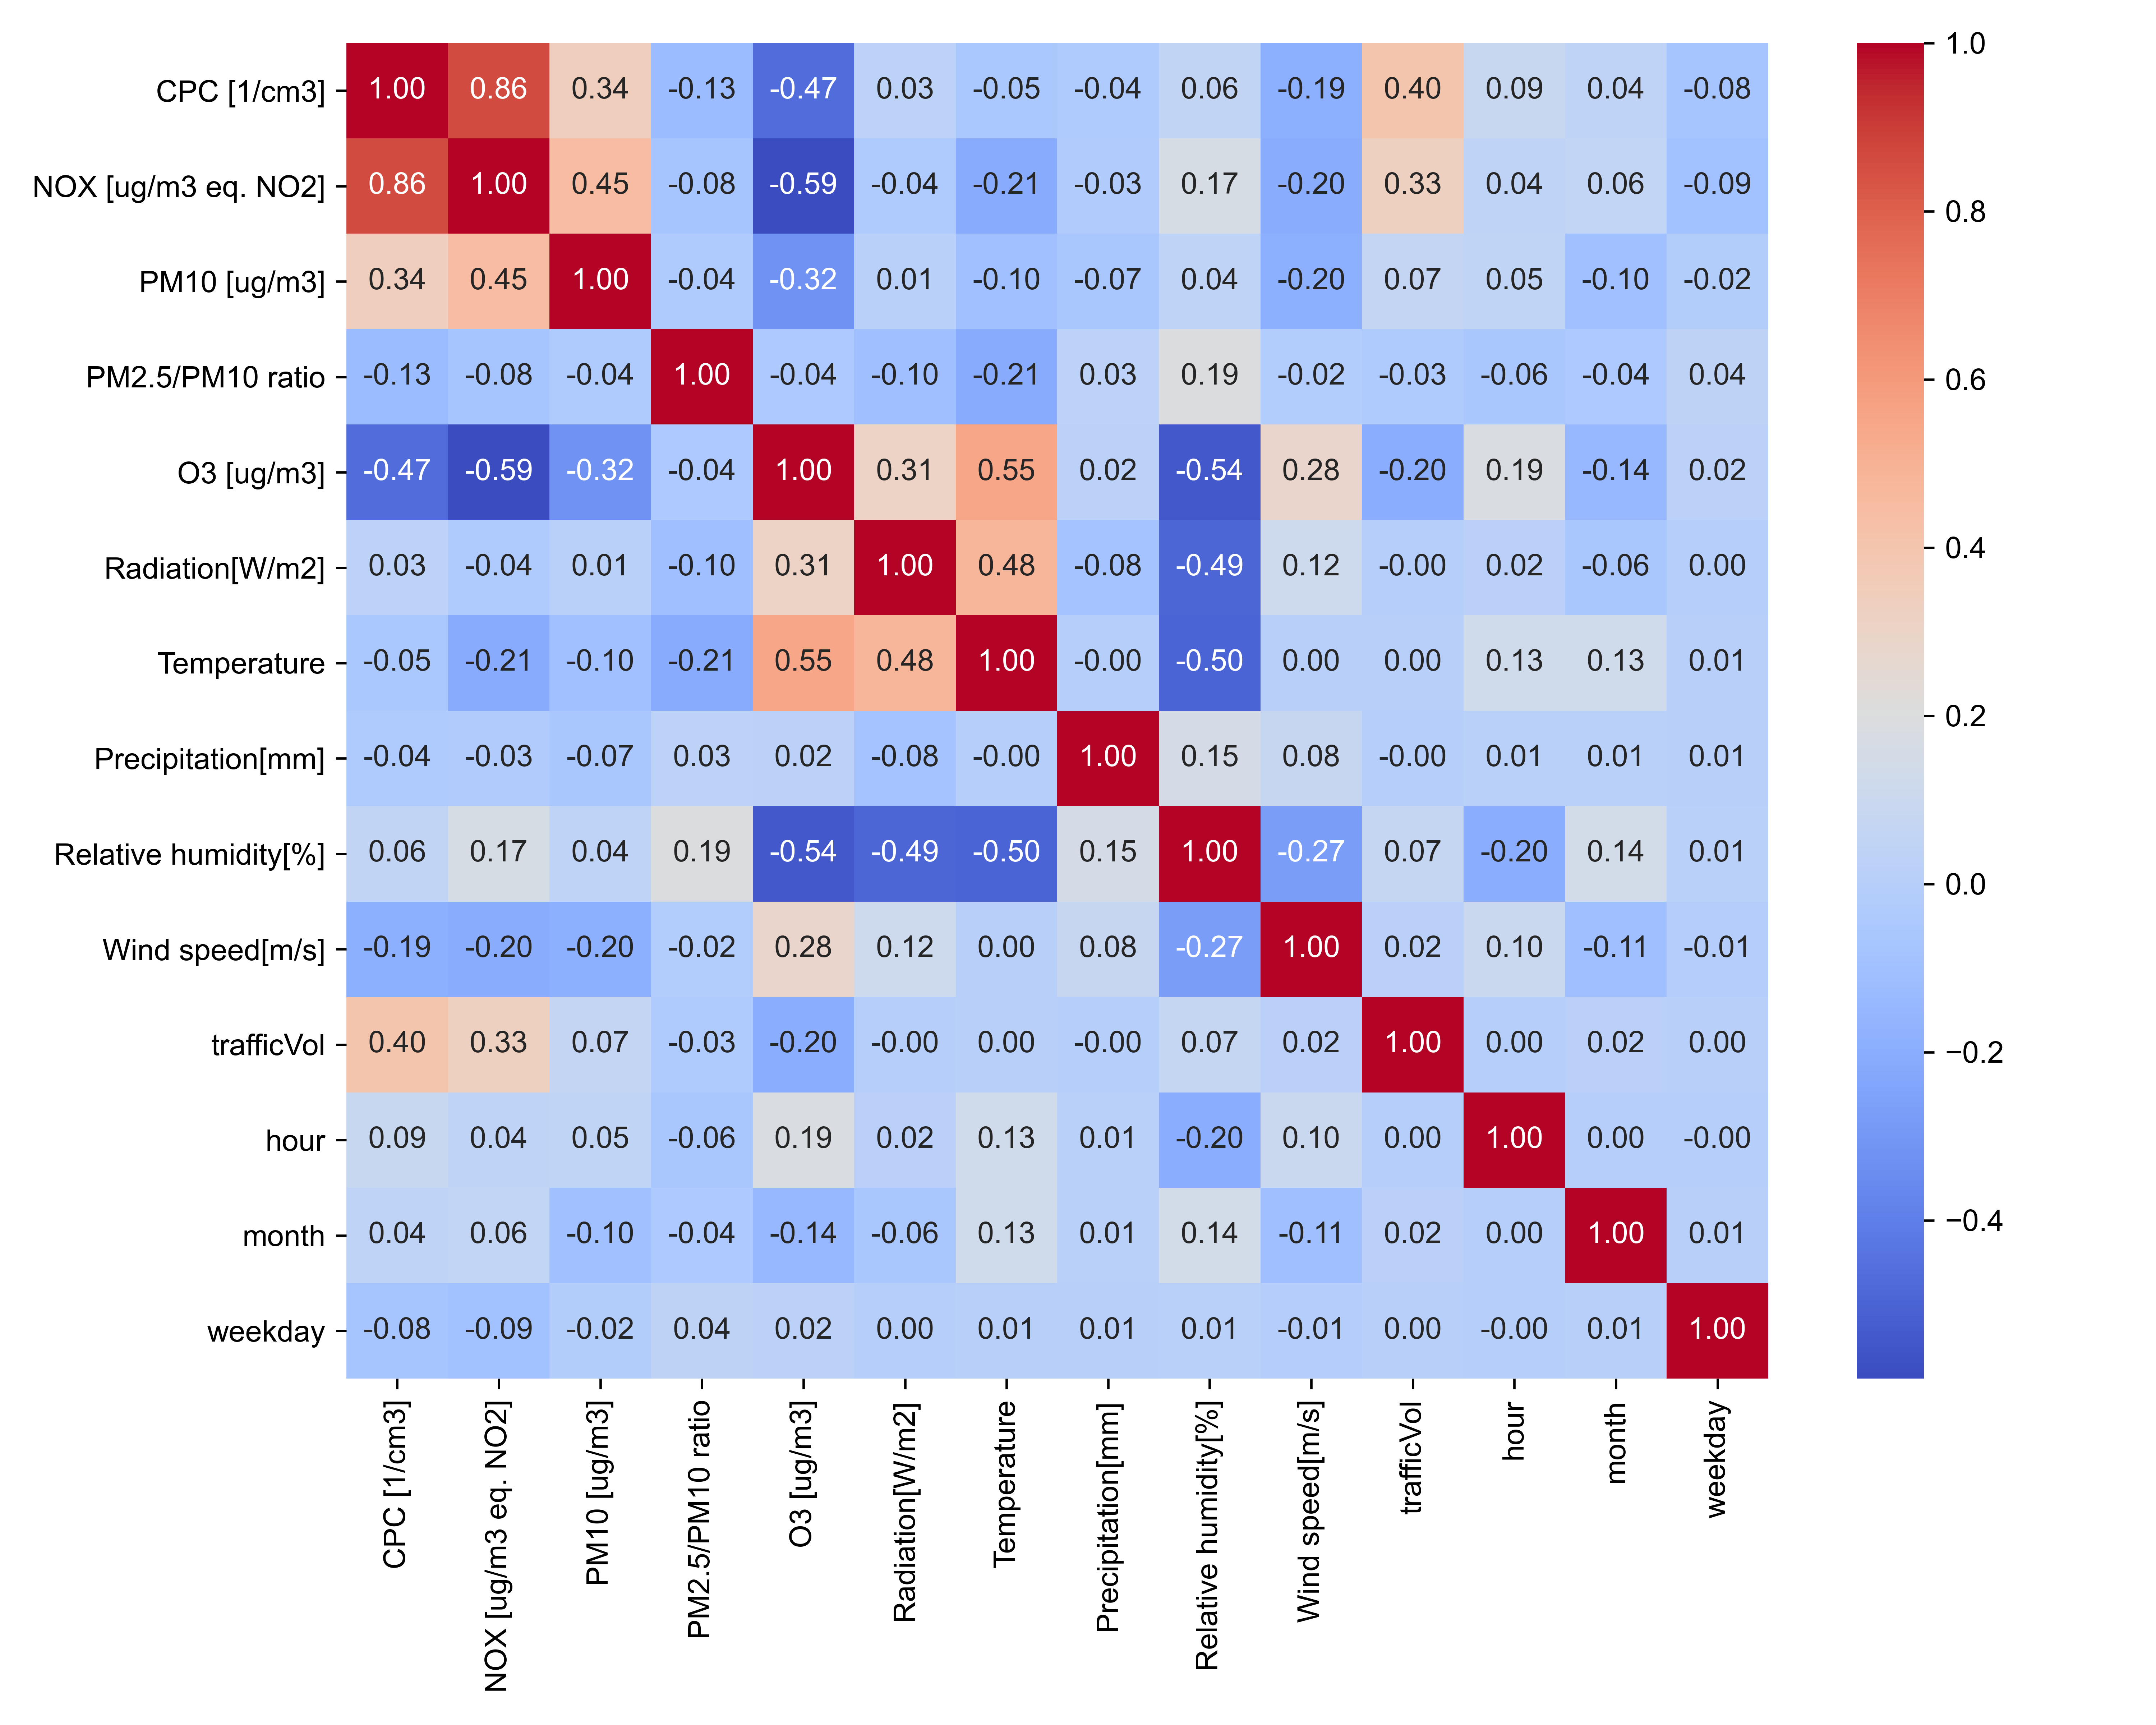 CPC [1/cm3] 1.00 0.86 0.34 -0.13 -0.47 0.03 -0.05 -0.04 0.06 -0.19 0.40 0.09 0.04 -0.08
NOX [ug/m3 eq. NO2] 0.86 1.00 0.45 -0.08 -0.59 -0.04 -0.21 -0.03 0.17 -0.20 0.33 0.04 0.06 -0.09
PM10 [ug/m3] 0.34 0.45 1.00 -0.04 -0.32 0.01 -0.10 -0.07 0.04 -0.20 0.07 0.05 -0.10 -0.02
PM2.5/PM10 ratio -0.13 -0.08 -0.04 1.00 -0.04 -0.10 -0.21 0.03 0.19 -0.02 -0.03 -0.06 -0.04 0.04
O3 [ug/m3] -0.47 -0.59 -0.32 -0.04 1.00 0.31 0.55 0.02 -0.54 0.28 -0.20 0.19 -0.14 0.02
Radiation[W/m2] 0.03 -0.04 0.01 -0.10 0.31 1.00 0.48 -0.08 -0.49 0.12 -0.00 0.02 -0.06 0.00
Temperature -0.05 -0.21 -0.10 -0.21 0.55 0.48 1.00 -0.00 -0.50 0.00 0.00 0.13 0.13 0.01
Precipitation[mm] -0.04 -0.03 -0.07 0.03 0.02 -0.08 -0.00 1.00 0.15 0.08 -0.00 0.01 0.01 0.01
Relative humidity[%] 0.06 0.17 0.04 0.19 -0.54 -0.49 -0.50 0.15 1.00 -0.27 0.07 -0.20 0.14 0.01
Wind speed[m/s] -0.19 -0.20 -0.20 -0.02 0.28 0.12 0.00 0.08 -0.27 1.00 0.02 0.10 -0.11 -0.01
trafficVol 0.40 0.33 0.07 -0.03 -0.20 -0.00 0.00 -0.00 0.07 0.02 1.00 0.00 0.02 0.00
hour 0.09 0.04 0.05 -0.06 0.19 0.02 0.13 0.01 -0.20 0.10 0.00 1.00 0.00 -0.00
month 0.04 0.06 -0.10 -0.04 -0.14 -0.06 0.13 0.01 0.14 -0.11 0.02 0.00 1.00 0.01
weekday -0.08 -0.09 -0.02 0.04 0.02 0.00 0.01 0.01 0.01 -0.01 0.00 -0.00 0.01 1.00
CPC [1/cm3]
NOX [ug/m3 eq. NO2]
PM10 [ug/m3]
PM2.5/PM10 ratio
O3 [ug/m3]
Radiation[W/m2]
Temperature
Precipitation[mm]
Relative humidity[%]
Wind speed[m/s]
trafficVol
hour
month
weekday
1.0
0.8
0.6
0.4
0.2
0.0
−0.2
−0.4